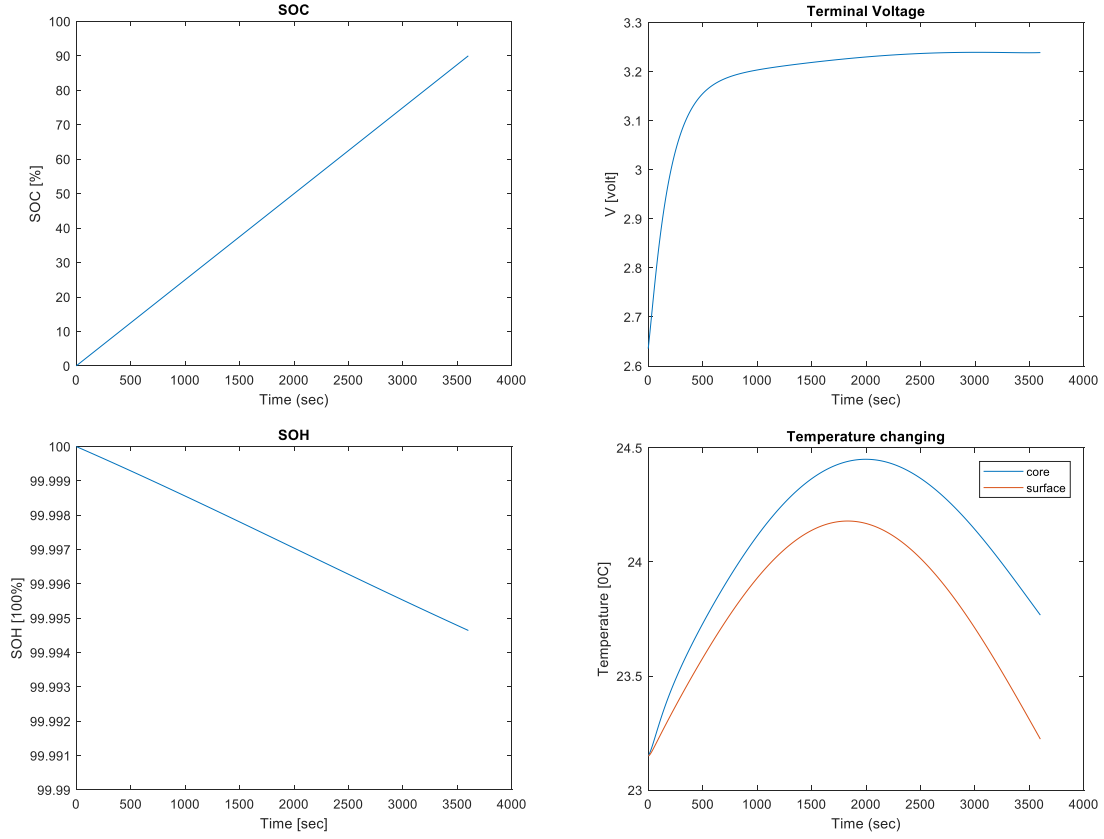 SOC
100
90
80
70
60
50
40
30
20
10
0
SOC [%]
0 500 1000 1500 2000 2500 3000 3500 4000
Time (sec)
Terminal Voltage
3.3
3.2
3.1
3
2.9
2.8
2.7
2.6
V [volt]
0 500 1000 1500 2000 2500 3000 3500 4000
Time (sec)
SOH
100
99.999
99.998
99.997
99.996
99.995
99.994
99.993
99.992
99.991
99.99
SOH [100%]
0 500 1000 1500 2000 2500 3000 3500 4000
Time [sec]
Temperature changing
24.5
24
23.5
23
Temperature [0C]
core
surface
0 500 1000 1500 2000 2500 3000 3500 4000
Time (sec)